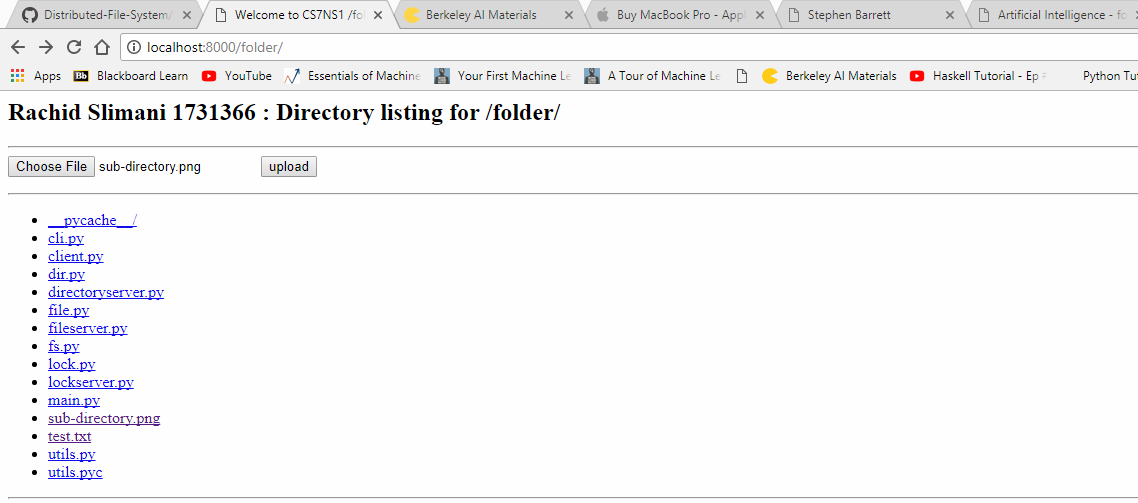 Distributed-File-System/ Welcome to CS7NS1 /fol Berkeley AI Materials Buy MacBook Pro - Appl Stephen Barrett Artificial Intelligence - fo
localhost:8000/folder/
Apps Blackboard Learn YouTube Essentials of Machine Your First Machine Le A Tour of Machine Le Berkeley AI Materials Haskell Tutorial - Ep Python Tu
Rachid Slimani 1731366 : Directory listing for /folder/
Choose File sub-directory.png upload
__pycache__/
cli.py
client.py
dir.py
directoryserver.py
file.py
fileserver.py
fs.py
lock.py
lockserver.py
main.py
sub-directory.png
test.txt
utils.py
utils.pyc